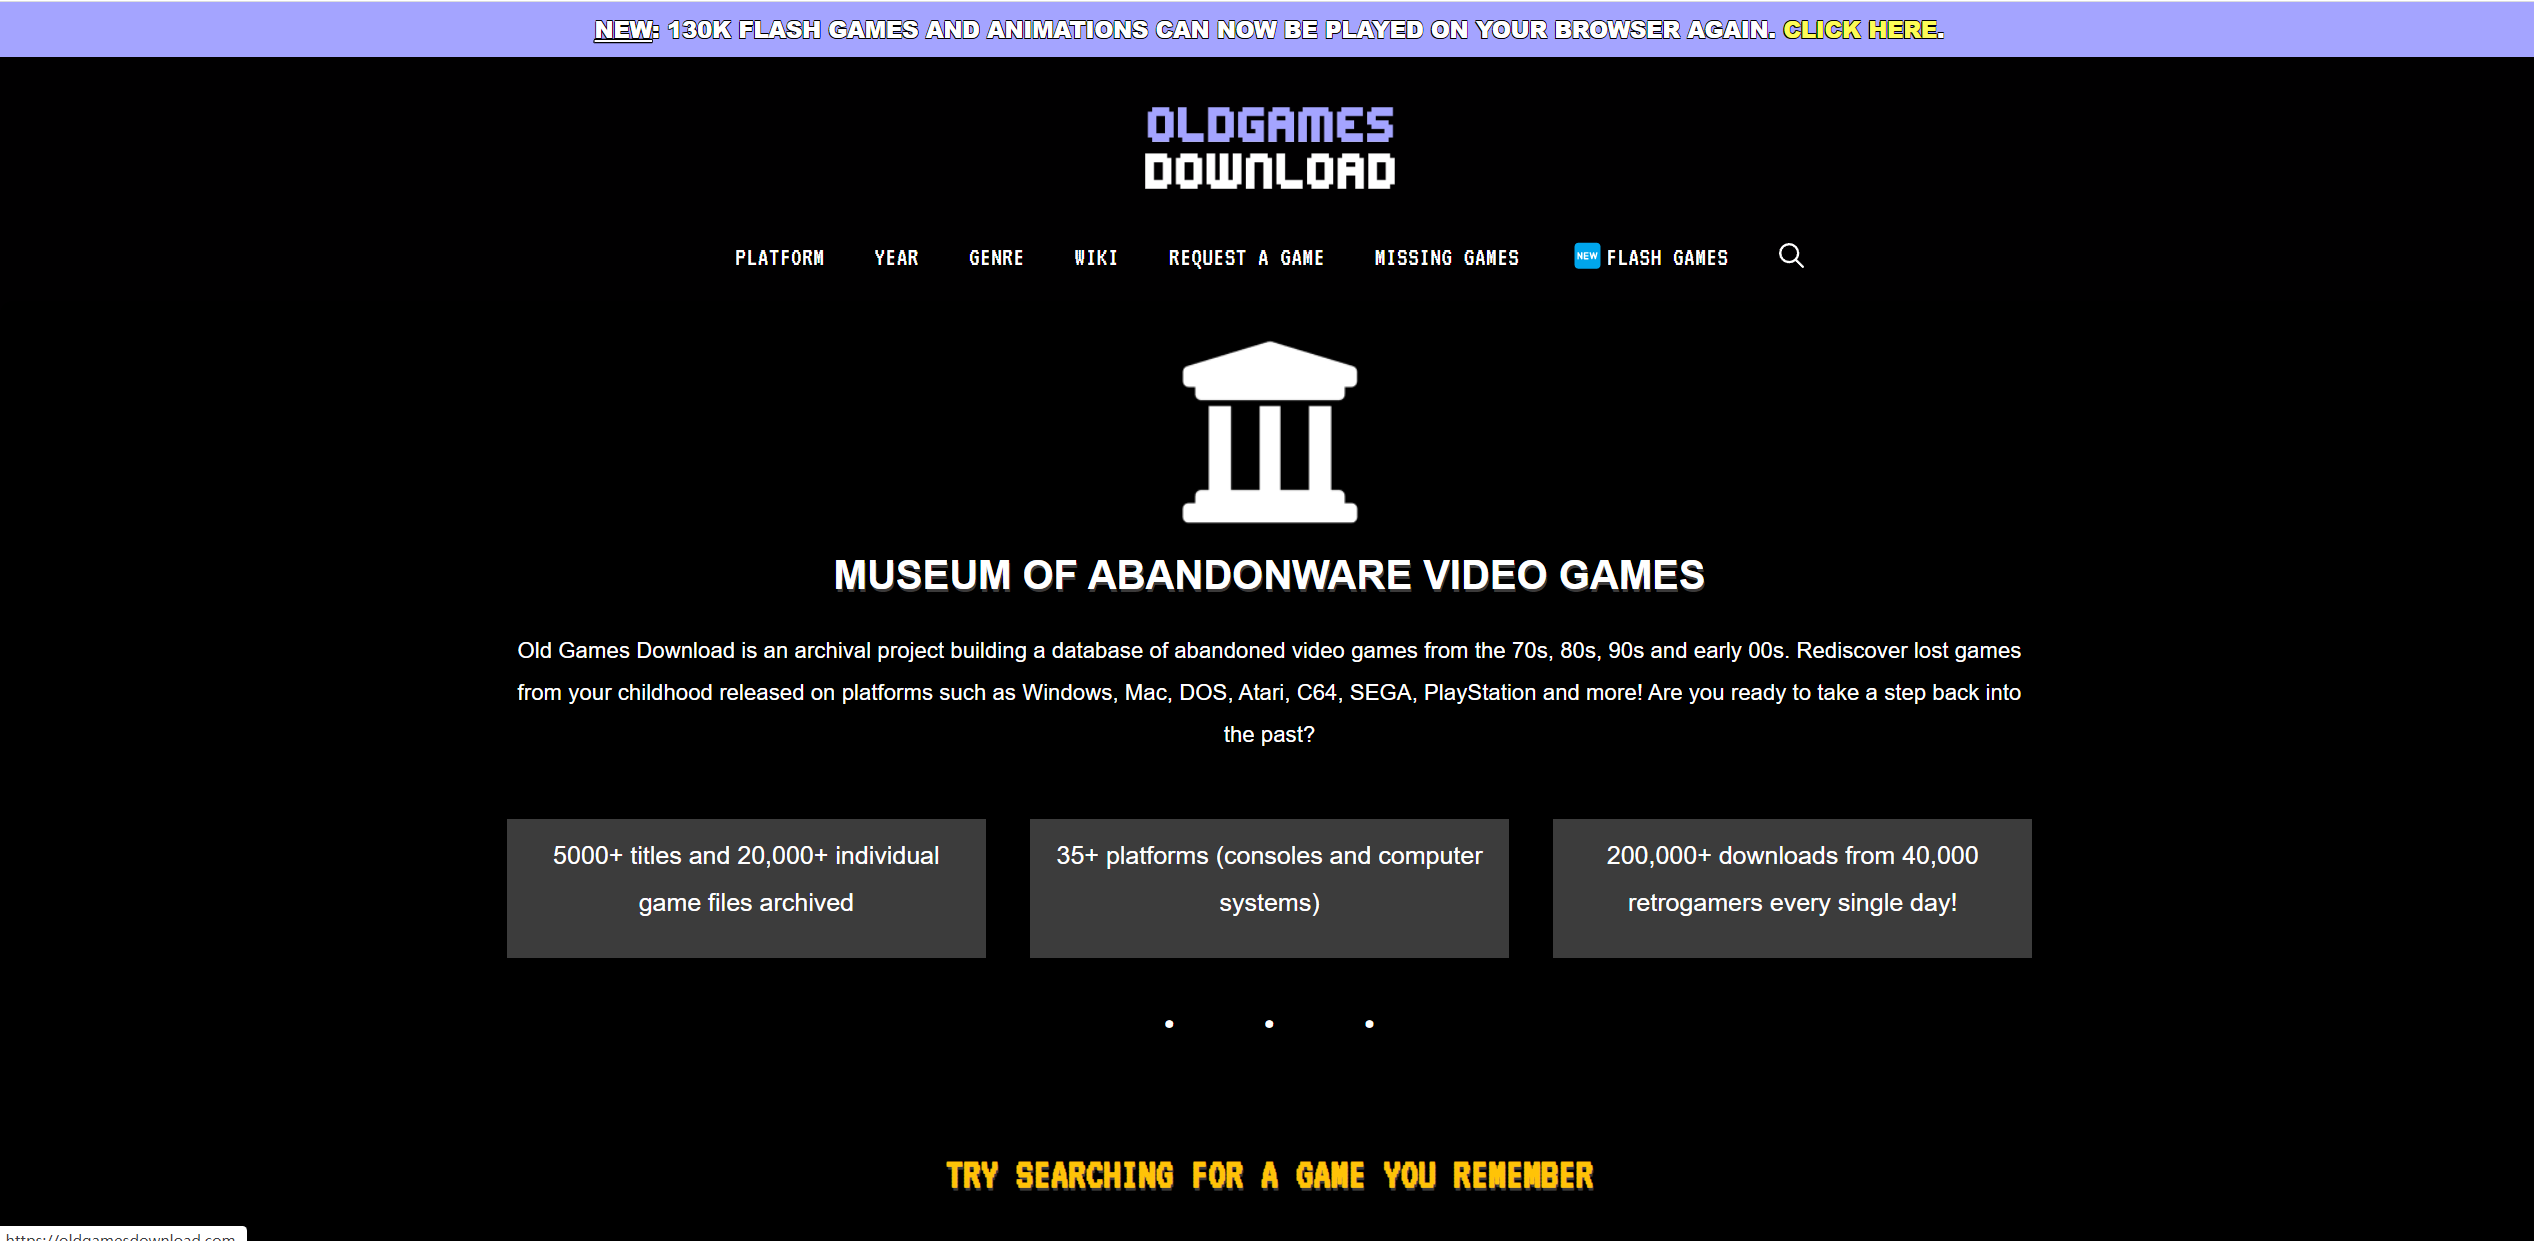 NEW: 130K FLASH GAMES AND ANIMATIONS CAN NOW BE PLAYED ON YOUR BROWSER AGAIN. CLICK HERE.
OLDGAMES
DOWNLOAD
PLATFORM YEAR GENRE WIKI REQUEST A GAME MISSING GAMES NEW FLASH GAMES
MUSEUM OF ABANDONWARE VIDEO GAMES
Old Games Download is an archival project building a database of abandoned video games from the 70s, 80s, 90s and early 00s. Rediscover lost games
from your childhood released on platforms such as Windows, Mac, DOS, Atari, C64, SEGA, PlayStation and more! Are you ready to take a step back into
the past?
5000+ titles and 20,000+ individual
game files archived
35+ platforms (consoles and computer
systems)
200,000+ downloads from 40,000
retrogamers every single day!
TRY SEARCHING FOR A GAME YOU REMEMBER
https://oldgamesdownload.com